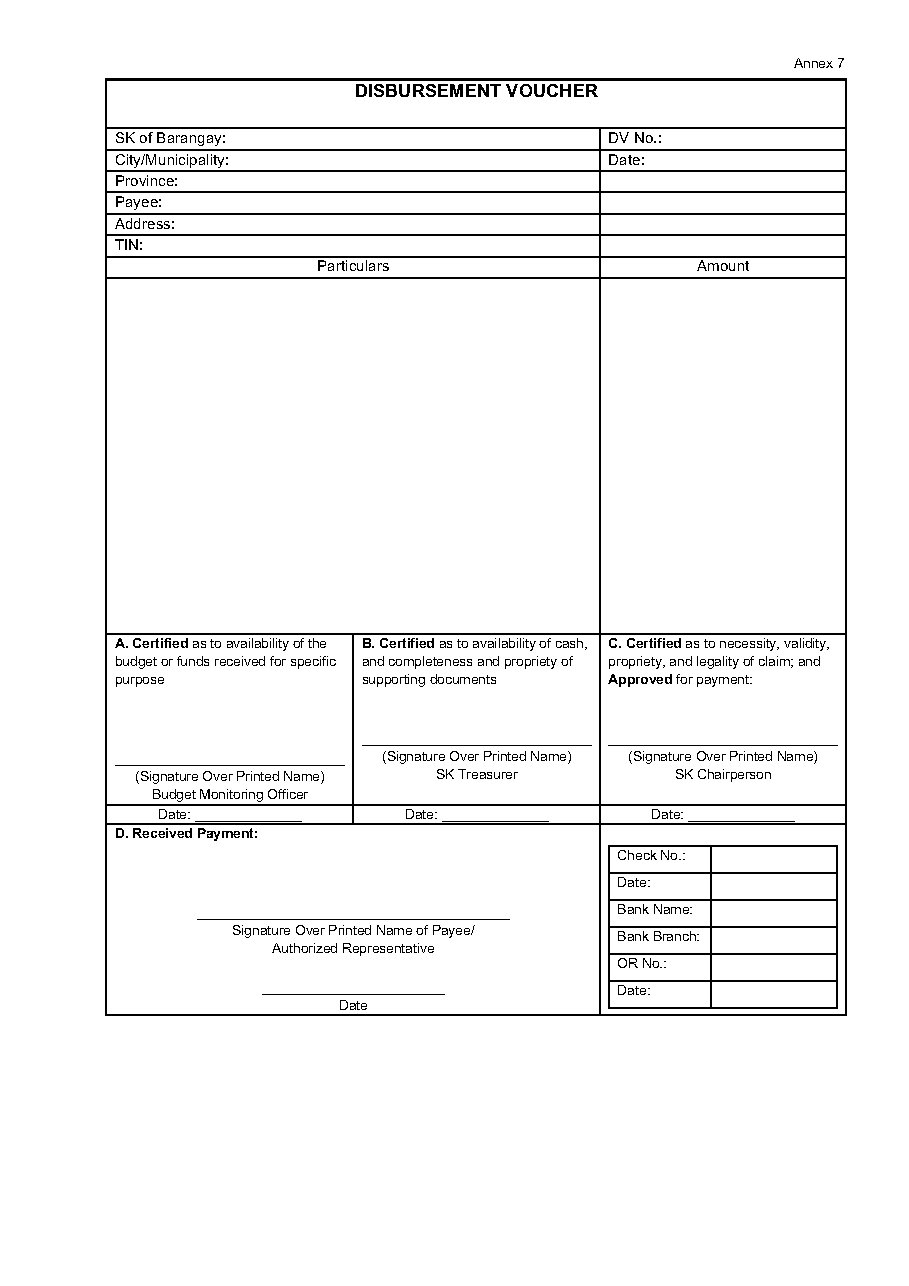 Annex 7
DISBURSEMENT VOUCHER
SK of Barangay:
DV No.:
City/Municipality:
Date:
Province:
Payee:
Address:
TIN:
Particulars
Amount
A. Certified as to availability of the
budget or funds received for specific
purpose
(Signature Over Printed Name)
Budget Monitoring Officer
Date: ______________
B. Certified as to availability of cash,
and completeness and propriety of
supporting documents
(Signature Over Printed Name)
SK Treasurer
Date: ______________
C. Certified as to necessity, validity,
propriety, and legality of claim; and
Approved for payment:
(Signature Over Printed Name)
SK Chairperson
Date: ______________
D. Received Payment:
Signature Over Printed Name of Payee/
Authorized Representative
Date
Check No.:
Date:
Bank Name:
Bank Branch:
OR No.:
Date: